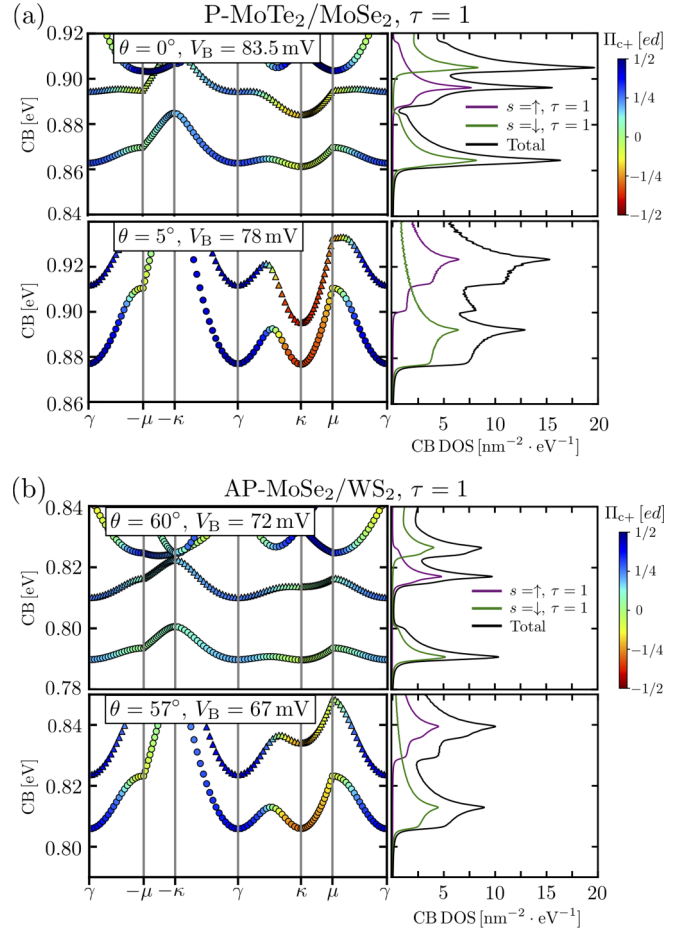 (a) P-MoTe₂/MoSe₂, τ = 1
θ = 0°, V_B = 83.5 mV
CB [eV]
0.92
0.90
0.88
0.86
0.84
s =↑, τ = 1
s =↓, τ = 1
Total
Π_c+ [ed]
1/2
1/4
0
−1/4
−1/2
θ = 5°, V_B = 78 mV
CB [eV]
0.92
0.90
0.88
0.86
γ −μ −κ γ κ μ γ
5 10 15 20
CB DOS [nm⁻² · eV⁻¹]
(b) AP-MoSe₂/WS₂, τ = 1
θ = 60°, V_B = 72 mV
CB [eV]
0.84
0.82
0.80
0.78
s =↑, τ = 1
s =↓, τ = 1
Total
Π_c+ [ed]
1/2
1/4
0
−1/4
−1/2
θ = 57°, V_B = 67 mV
CB [eV]
0.84
0.82
0.80
γ −μ −κ γ κ μ γ
5 10 15 20
CB DOS [nm⁻² · eV⁻¹]